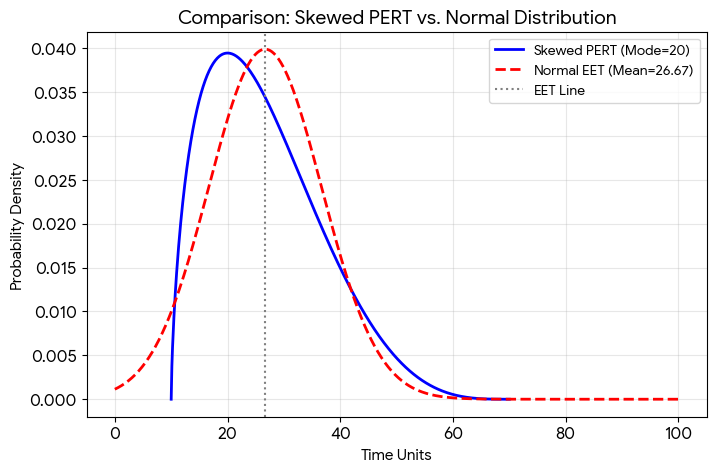 Comparison: Skewed PERT vs. Normal Distribution
Skewed PERT (Mode=20)
Normal EET (Mean=26.67)
EET Line
Probability Density
0.040
0.035
0.030
0.025
0.020
0.015
0.010
0.005
0.000
0 20 40 60 80 100
Time Units